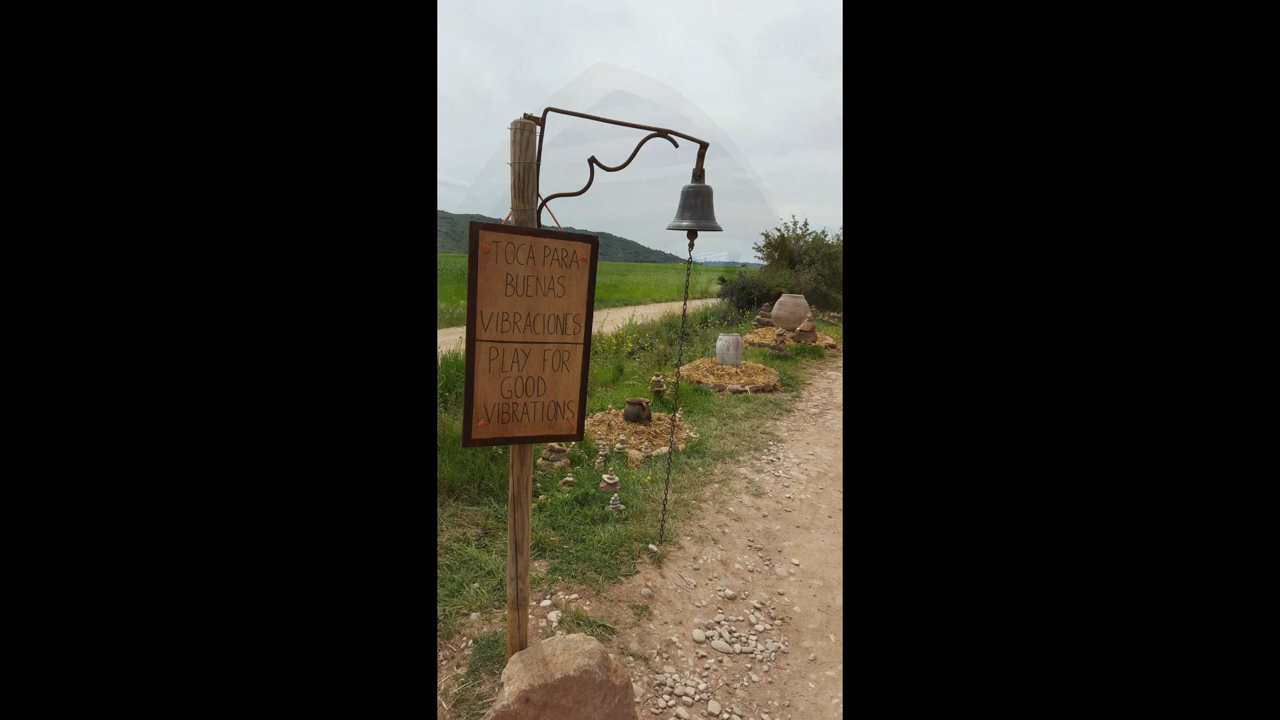 TOCA PARA
BUENAS
VIBRACIONES
PLAY FOR
GOOD
VIBRATIONS